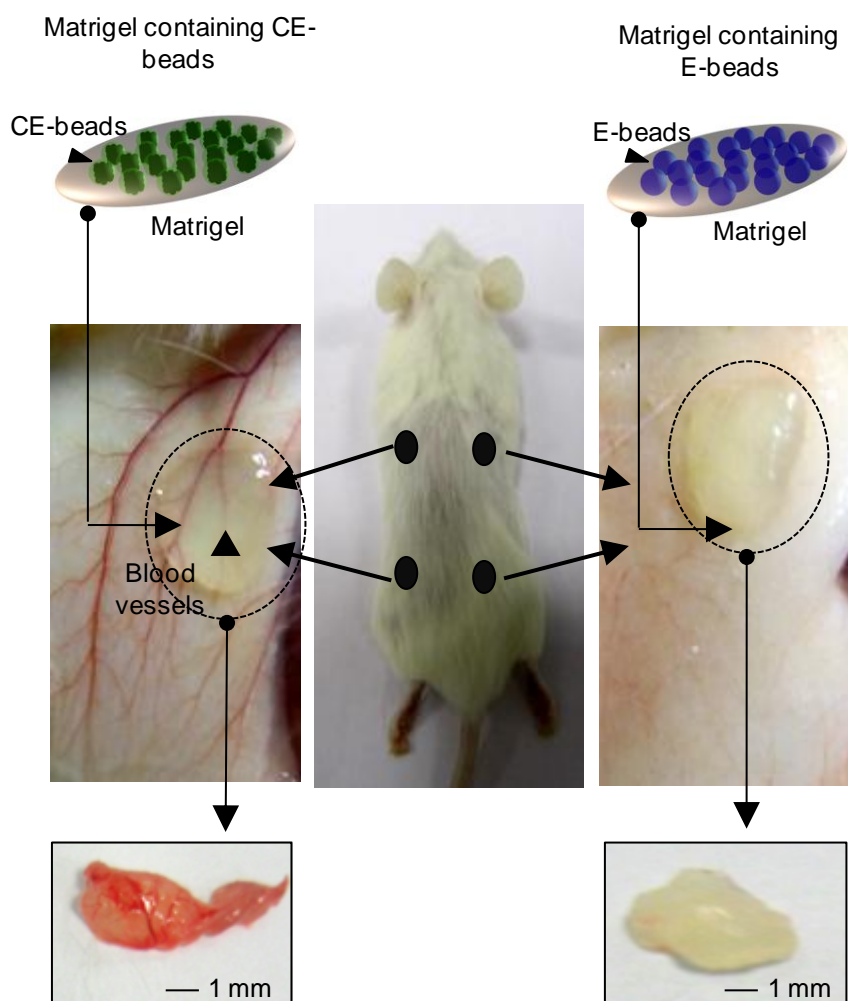 Matrigel containing CE-
beads
Matrigel containing
E-beads
CE-beads
E-beads
Matrigel
Matrigel
Blood
vessels
1 mm
1 mm